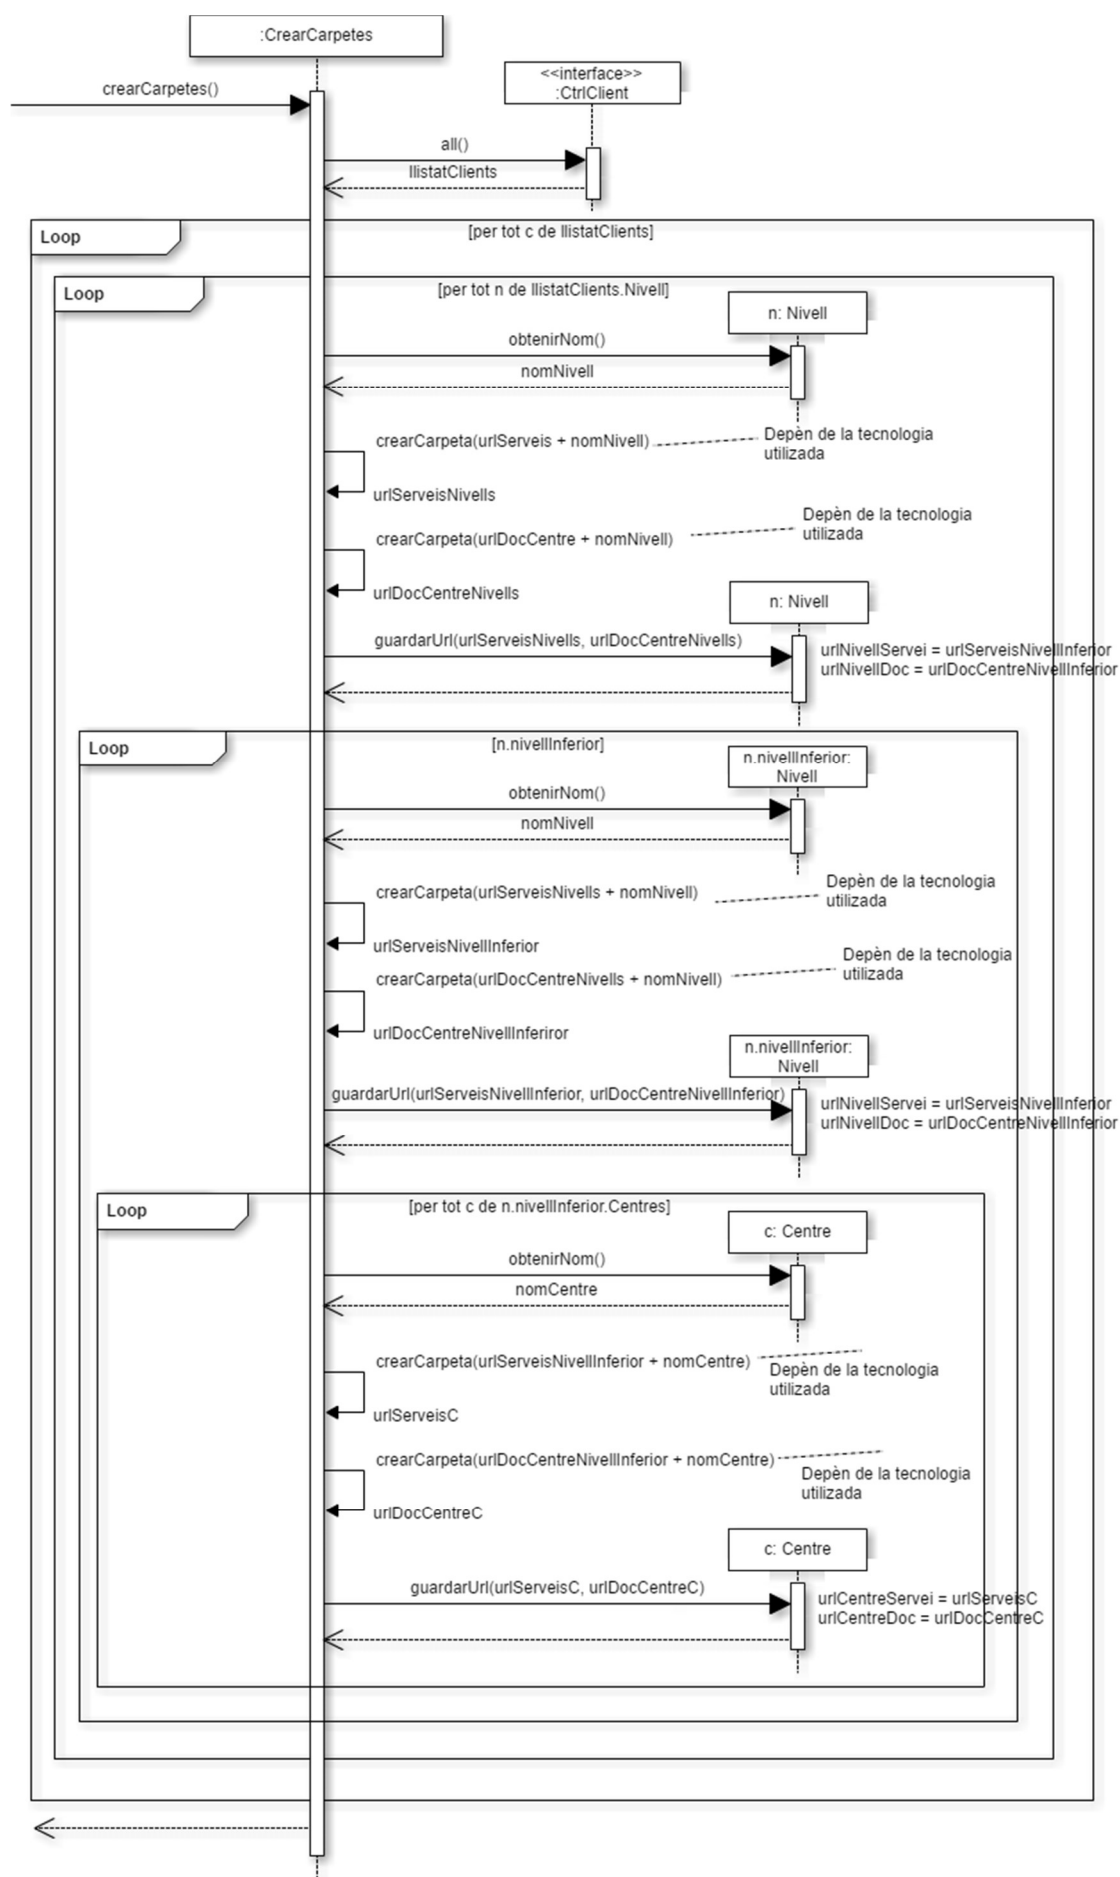 :CrearCarpetes
<<interface>>
:CtrlClient
crearCarpetes()
all()
llistatClients
Loop
[per tot c de llistatClients]
Loop
[per tot n de llistatClients.Nivell]
n: Nivell
obtenirNom()
nomNivell
crearCarpeta(urlServeis + nomNivell)
Depèn de la tecnologia
utilizada
urlServeisNivells
Depèn de la tecnologia
utilizada
crearCarpeta(urlDocCentre + nomNivell)
urlDocCentreNivells
n: Nivell
guardarUrl(urlServeisNivells, urlDocCentreNivells)
urlNivellServei = urlServeisNivellInferior
urlNivellDoc = urlDocCentreNivellInferior
Loop
[n.nivellInferior]
n.nivellInferior:
Nivell
obtenirNom()
nomNivell
Depèn de la tecnologia
utilizada
crearCarpeta(urlServeisNivells + nomNivell)
urlServeisNivellInferior
Depèn de la tecnologia
utilizada
crearCarpeta(urlDocCentreNivells + nomNivell)
urlDocCentreNivellInferiror
n.nivellInferior:
Nivell
guardarUrl(urlServeisNivellInferior, urlDocCentreNivellInferior)
urlNivellServei = urlServeisNivellInferior
urlNivellDoc = urlDocCentreNivellInferior
Loop
[per tot c de n.nivellInferior.Centres]
c: Centre
obtenirNom()
nomCentre
crearCarpeta(urlServeisNivellInferior + nomCentre)
Depèn de la tecnologia
utilizada
urlServeisC
crearCarpeta(urlDocCentreNivellInferior + nomCentre)
Depèn de la tecnologia
utilizada
urlDocCentreC
c: Centre
guardarUrl(urlServeisC, urlDocCentreC)
urlCentreServei = urlServeisC
urlCentreDoc = urlDocCentreC